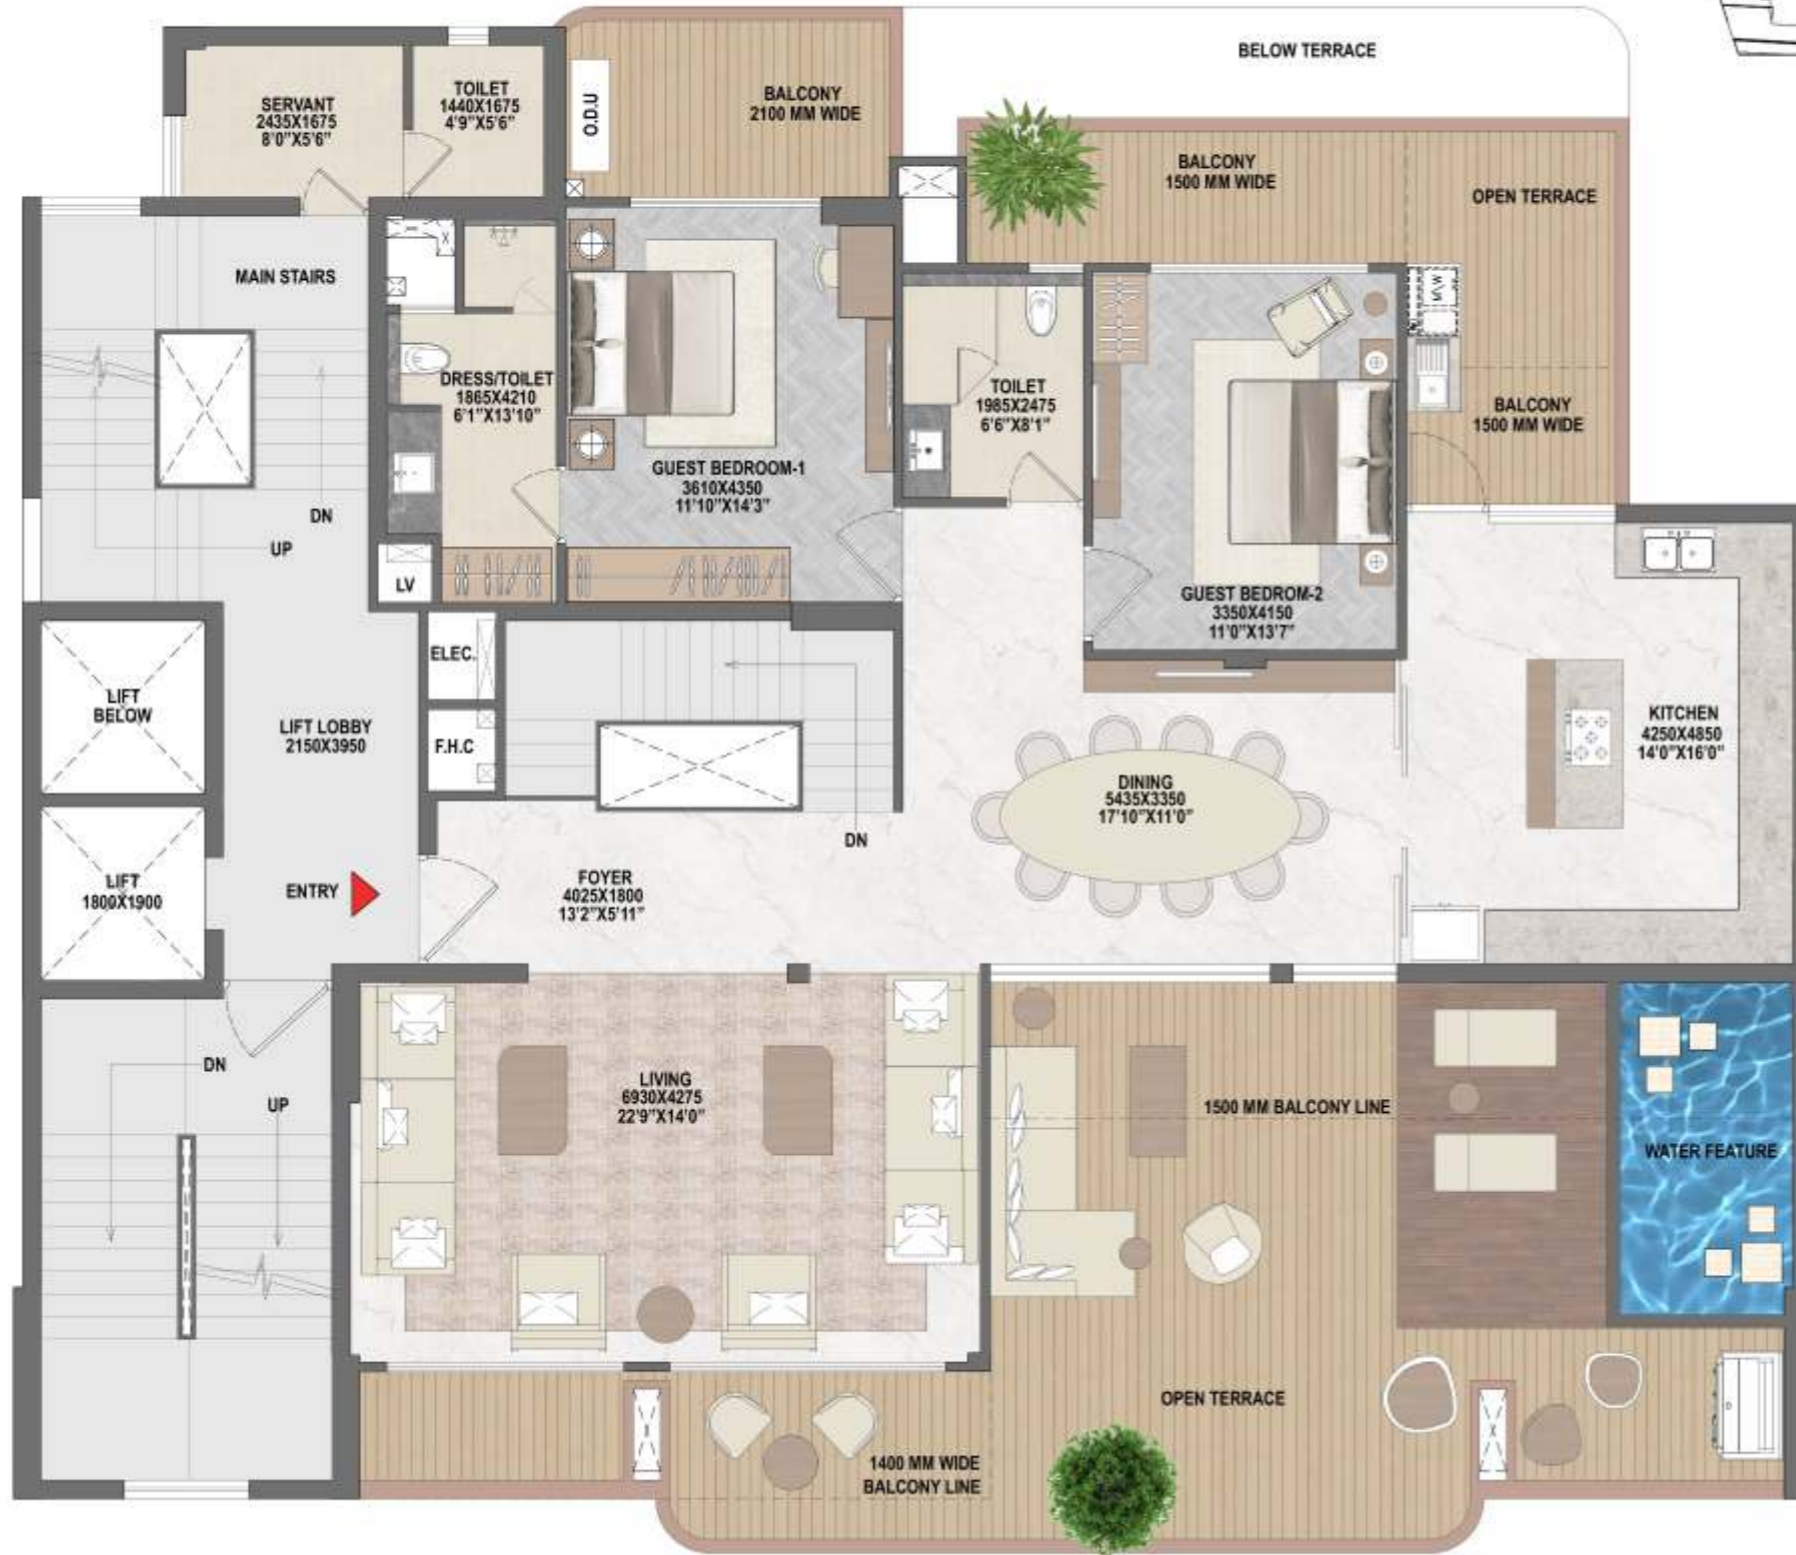 BELOW TERRACE
SERVANT
2435X1675
8'0"X5'6"
TOILET
1440X1675
4'9"X5'6"
O.D.U
BALCONY
2100 MM WIDE
BALCONY
1500 MM WIDE
OPEN TERRACE
MAIN STAIRS
M/W
DRESS/TOILET
1865X4210
6'1"X13'10"
TOILET
1985X2475
6'6"X8'1"
BALCONY
1500 MM WIDE
GUEST BEDROOM-1
3610X4350
11'10"X14'3"
DN
UP
LV
GUEST BEDROM-2
3350X4150
11'0"X13'7"
ELEC.
LIFT
BELOW
LIFT LOBBY
2150X3950
F.H.C
KITCHEN
4250X4850
14'0"X16'0"
DINING
5435X3350
17'10"X11'0"
DN
LIFT
1800X1900
ENTRY
FOYER
4025X1800
13'2"X5'11"
DN
UP
LIVING
6930X4275
22'9"X14'0"
1500 MM BALCONY LINE
WATER FEATURE
OPEN TERRACE
1400 MM WIDE
BALCONY LINE